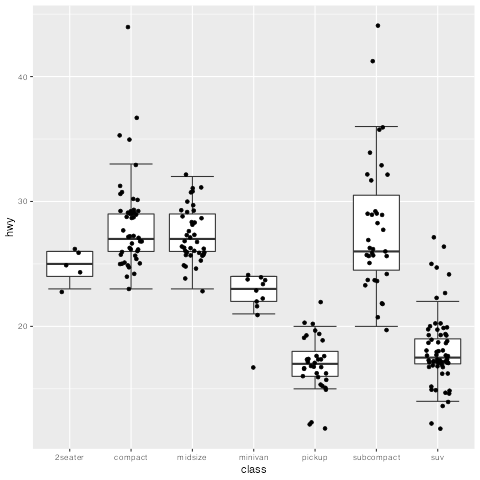 hwy
40
30
20
2seater compact midsize minivan pickup subcompact suv
class